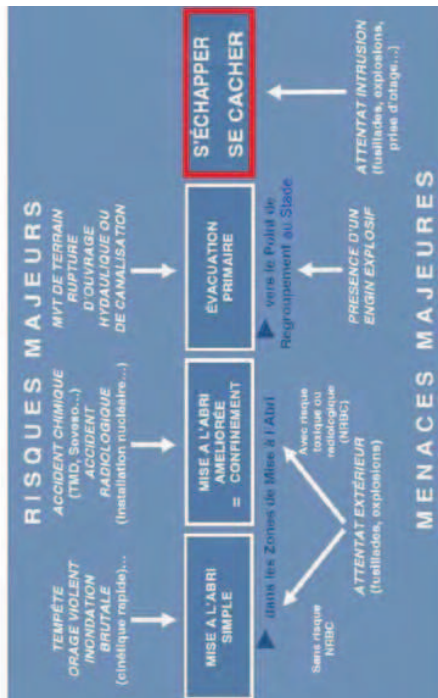 RISQUES MAJEURS
TEMPÊTE
ORAGE VIOLENT
INONDATION
BRUTALE
(cinétique rapide)...
ACCIDENT CHIMIQUE
(TMD, Seveso...)
ACCIDENT
RADIOLOGIQUE
(Installation nucléaire...)
MVT DE TERRAIN
RUPTURE
D'OUVRAGE
HYDAULIQUE OU
DE CANALISATION
MISE A L'ABRI
SIMPLE
MISE A L'ABRI
AMELIORÉE
= CONFINEMENT
ÉVACUATION
PRIMAIRE
S'ÉCHAPPER
SE CACHER
dans les Zones de Mise à l'Abri
vers le Point de
Regroupement au Stade
Sans risque
NRBC
Avec risque
toxique ou
radiologique
(NRBC)
ATTENTAT EXTÉRIEUR
(fusillades, explosions)
PRESENCE D'UN
ENGIN EXPLOSIF
ATTENTAT INTRUSION
(fusillades, explosions,
prise d'otage...)
MENACES MAJEURES